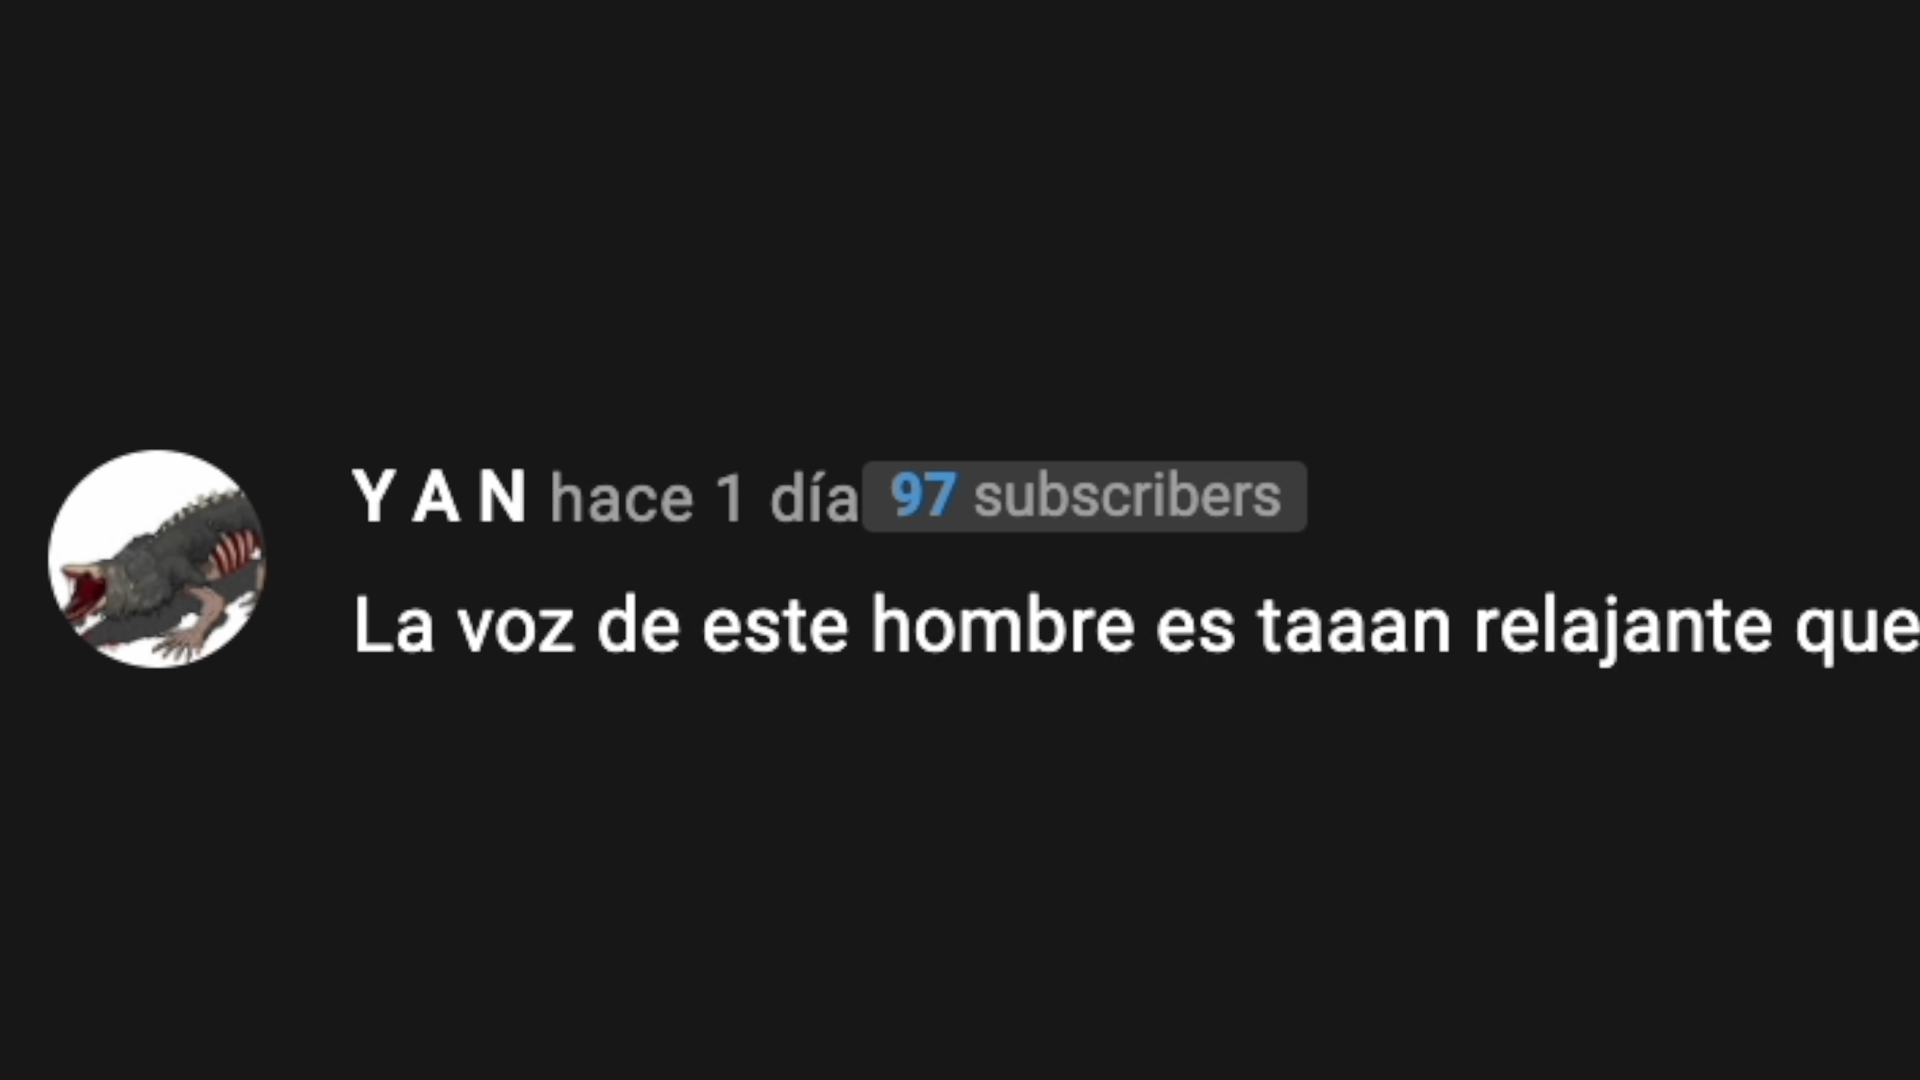 Y A N hace 1 día 97 subscribers
La voz de este hombre es taaan relajante que